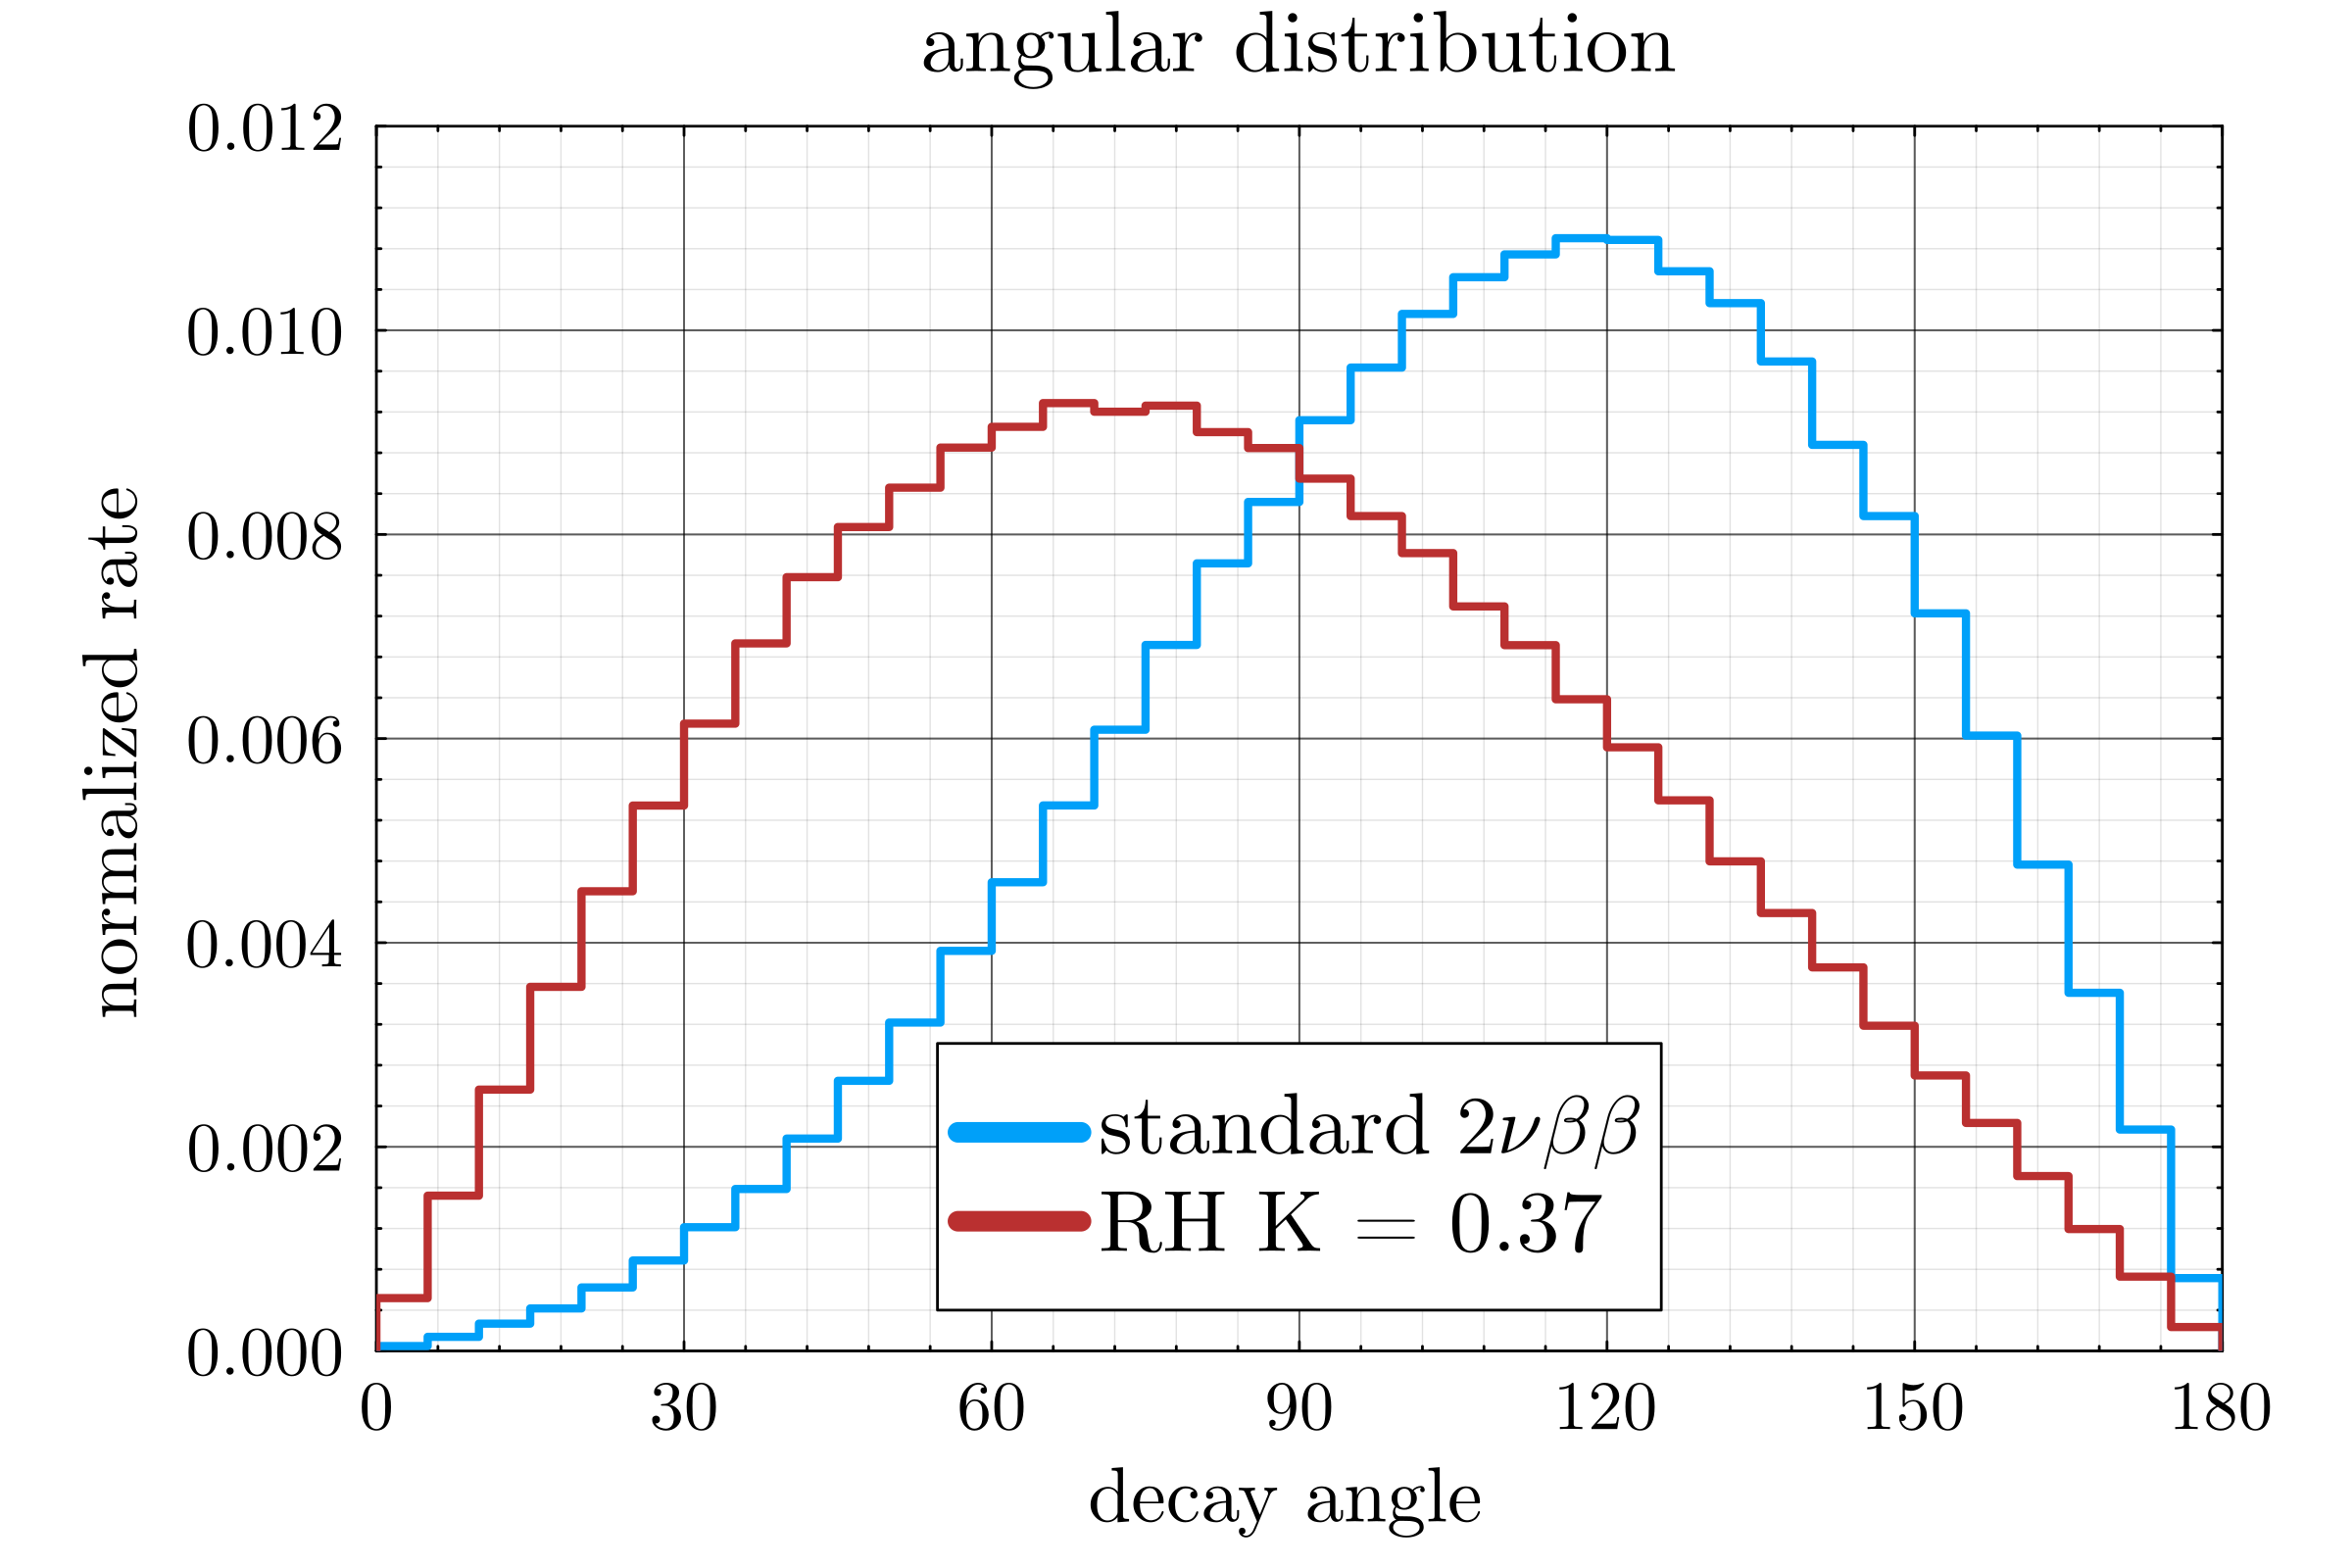 angular distribution
0.012
0.010
0.008
0.006
0.004
0.002
0.000
normalized rate
standard 2νββ
RH K = 0.37
0 30 60 90 120 150 180
decay angle